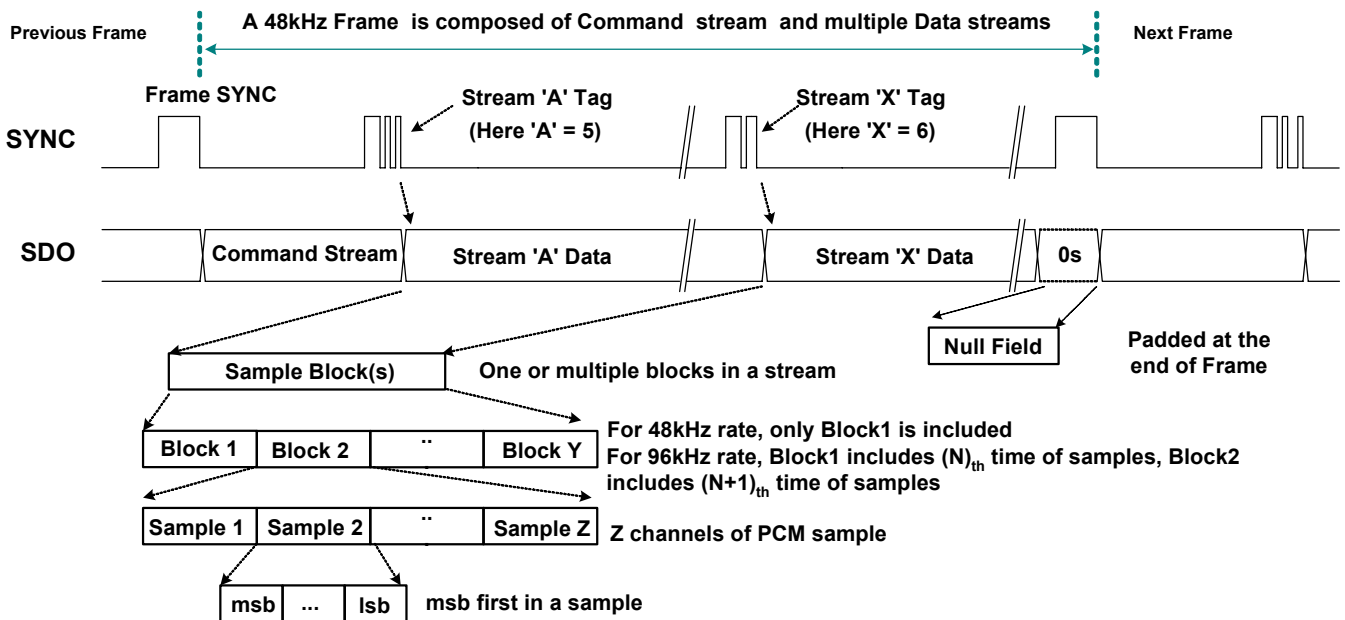 A 48kHz Frame is composed of Command stream and multiple Data streams
Previous Frame
Next Frame
Frame SYNC
Stream 'A' Tag
(Here 'A' = 5)
Stream 'X' Tag
(Here 'X' = 6)
SYNC
SDO
Command Stream
Stream 'A' Data
Stream 'X' Data
0s
Null Field
Padded at the
end of Frame
Sample Block(s)
One or multiple blocks in a stream
Block 1
Block 2
..
Block Y
For 48kHz rate, only Block1 is included
For 96kHz rate, Block1 includes (N)th time of samples, Block2
includes (N+1)th time of samples
Sample 1
Sample 2
..
Sample Z
Z channels of PCM sample
msb
...
lsb
msb first in a sample